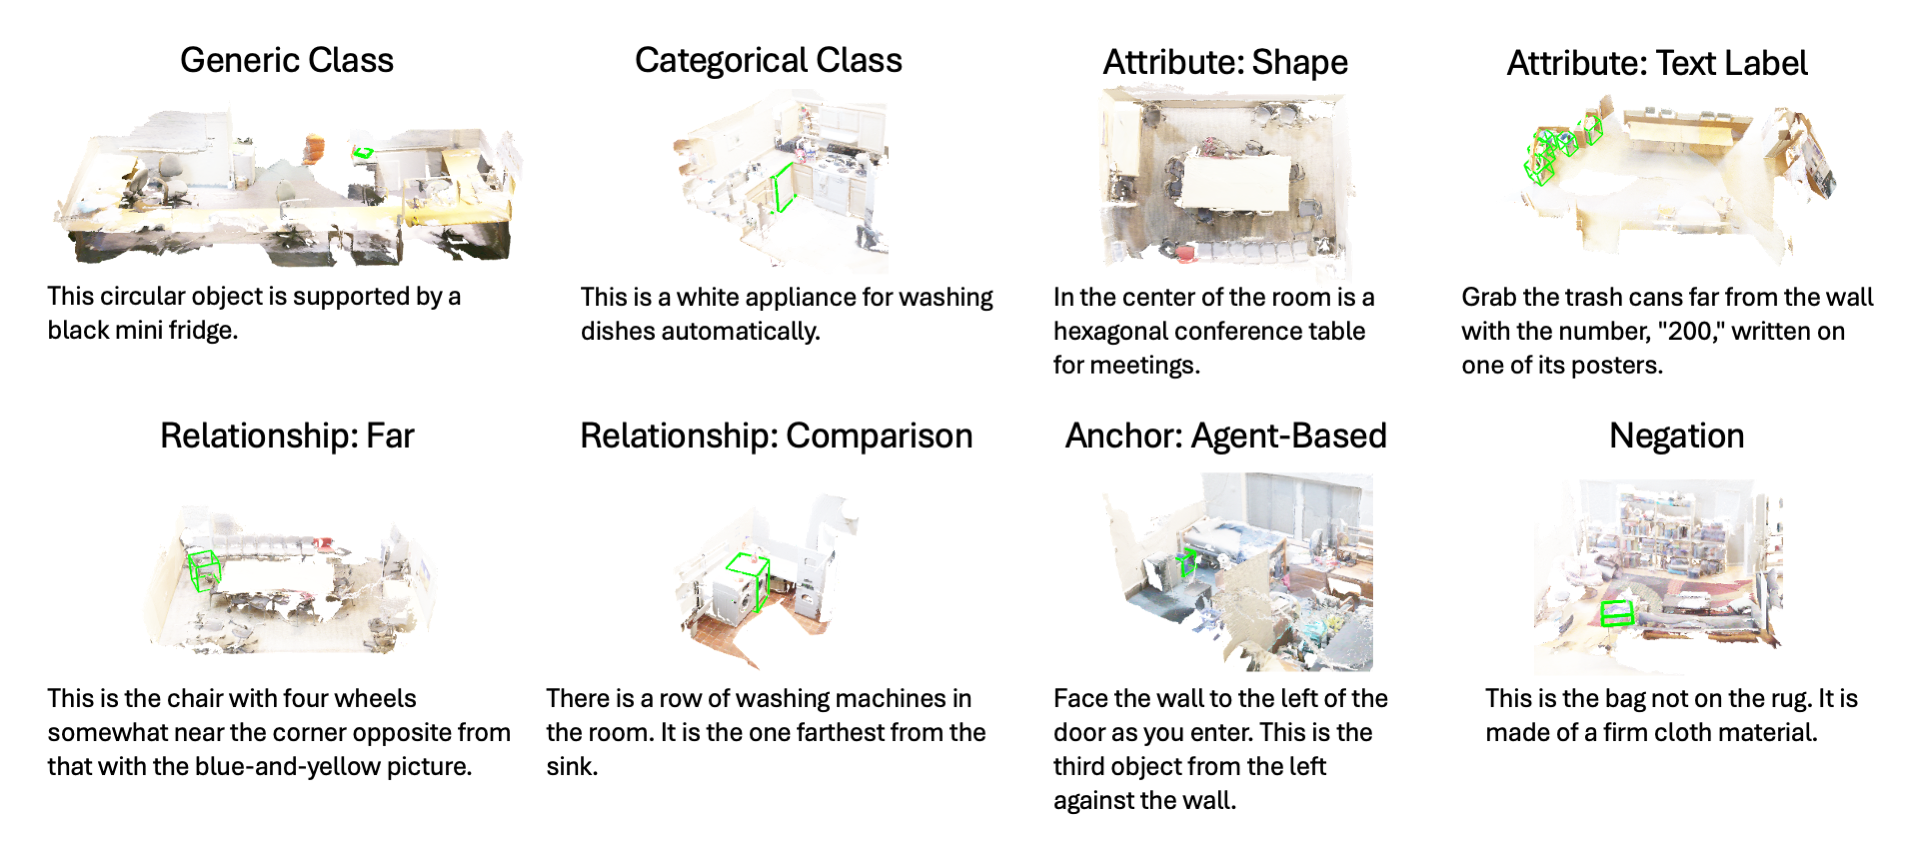 Generic Class
Categorical Class
Attribute: Shape
Attribute: Text Label
This circular object is supported by a
black mini fridge.
This is a white appliance for washing
dishes automatically.
In the center of the room is a
hexagonal conference table
for meetings.
Grab the trash cans far from the wall
with the number, "200," written on
one of its posters.
Relationship: Far
Relationship: Comparison
Anchor: Agent-Based
Negation
This is the chair with four wheels
somewhat near the corner opposite from
that with the blue-and-yellow picture.
There is a row of washing machines in
the room. It is the one farthest from the
sink.
Face the wall to the left of the
door as you enter. This is the
third object from the left
against the wall.
This is the bag not on the rug. It is
made of a firm cloth material.